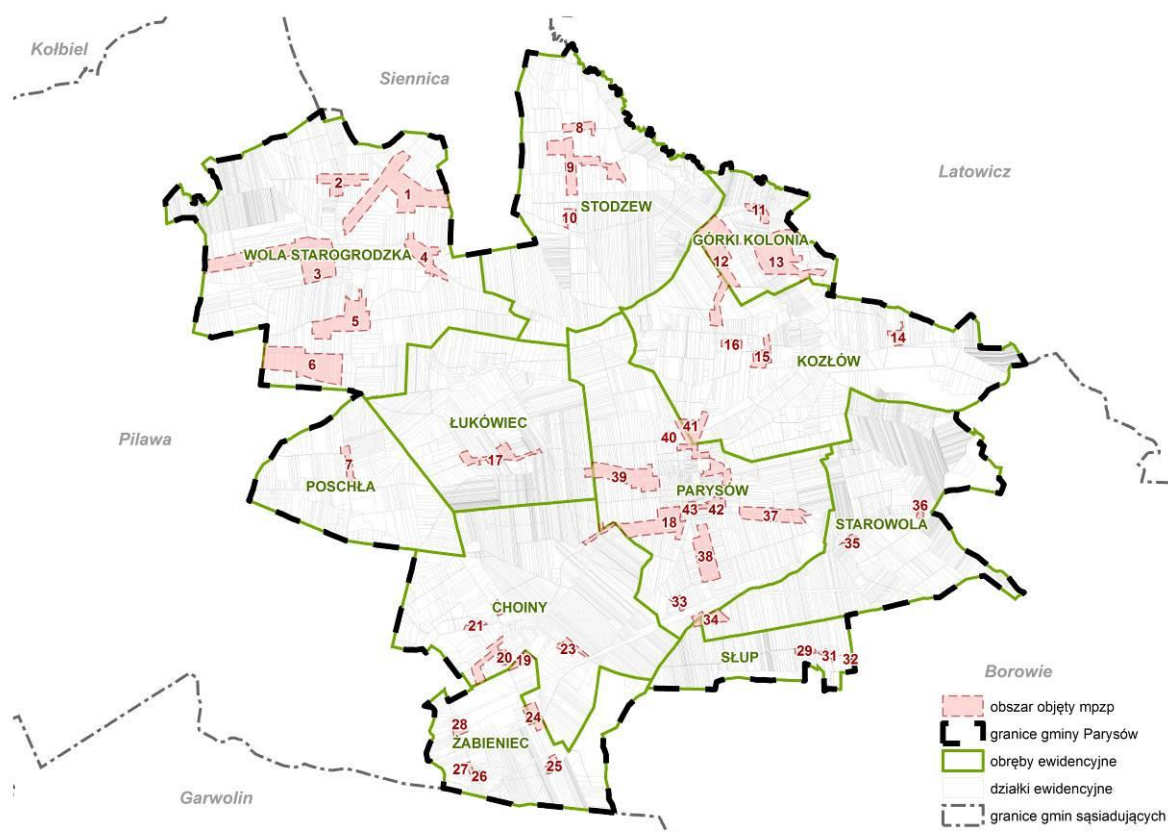 Kołbiel
Siennica
Latowicz
Pilawa
Garwolin
Borowie
8
9
10
STODZEW
2
1
WOLA STAROGRODZKA
4
3
5
6
11
GÓRKI KOLONIA
12
13
14
16
15
KOZŁÓW
ŁUKÓWIEC
17
7
POSCHŁA
41
40
39
PARYSÓW
18
43
42
37
38
36
STAROWOLA
35
33
34
CHOINY
21
20
19
23
SŁUP
29
31
32
24
28
ŻABIENIEC
27
26
25
obszar objęty mpzp
granice gminy Parysów
obręby ewidencyjne
działki ewidencyjne
granice gmin sąsiadujących